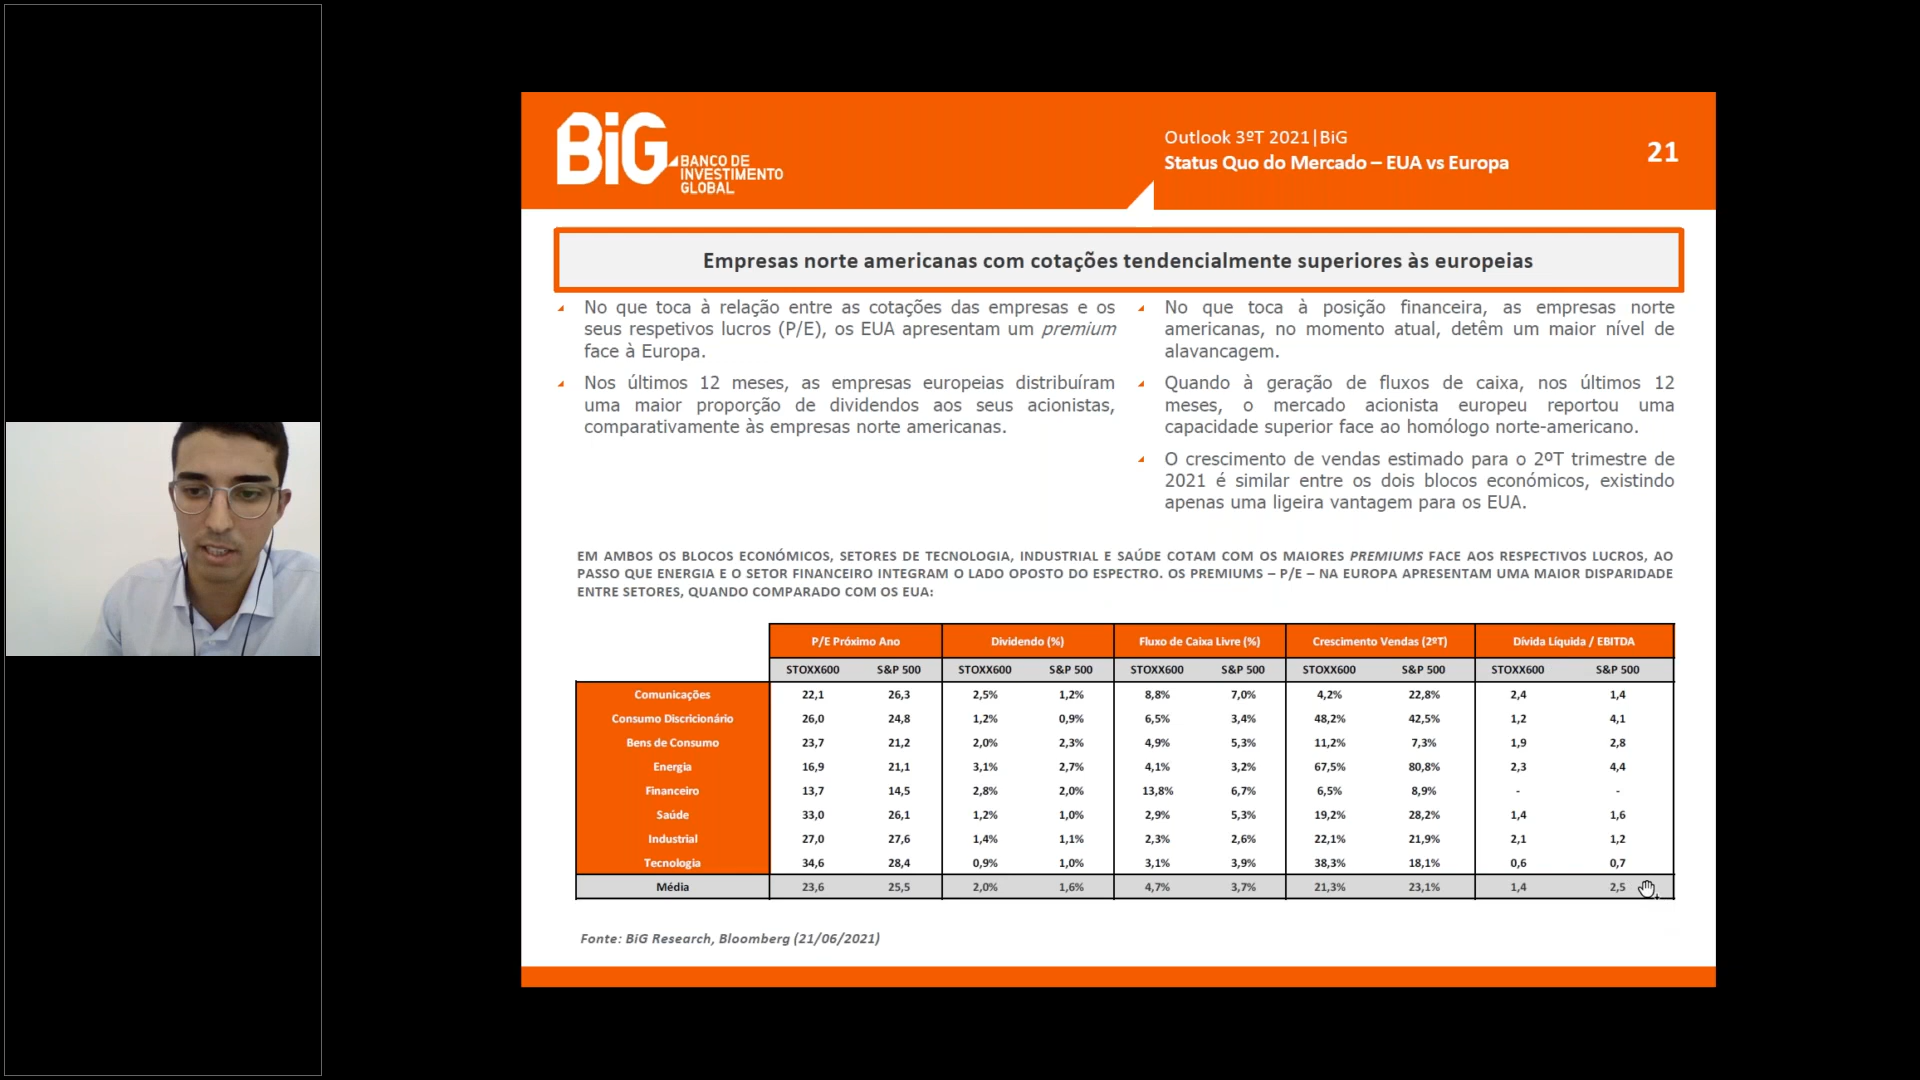 BiG
BANCO DE
INVESTIMENTO
GLOBAL
Outlook 3ºT 2021|BiG
Status Quo do Mercado – EUA vs Europa
21
Empresas norte americanas com cotações tendencialmente superiores às europeias
No que toca à relação entre as cotações das empresas e os
seus respetivos lucros (P/E), os EUA apresentam um premium
face à Europa.
Nos últimos 12 meses, as empresas europeias distribuíram
uma maior proporção de dividendos aos seus acionistas,
comparativamente às empresas norte americanas.
No que toca à posição financeira, as empresas norte
americanas, no momento atual, detêm um maior nível de
alavancagem.
Quando à geração de fluxos de caixa, nos últimos 12
meses, o mercado acionista europeu reportou uma
capacidade superior face ao homólogo norte-americano.
O crescimento de vendas estimado para o 2ºT trimestre de
2021 é similar entre os dois blocos económicos, existindo
apenas uma ligeira vantagem para os EUA.
EM AMBOS OS BLOCOS ECONÓMICOS, SETORES DE TECNOLOGIA, INDUSTRIAL E SAÚDE COTAM COM OS MAIORES PREMIUMS FACE AOS RESPECTIVOS LUCROS, AO
PASSO QUE ENERGIA E O SETOR FINANCEIRO INTEGRAM O LADO OPOSTO DO ESPECTRO. OS PREMIUMS – P/E – NA EUROPA APRESENTAM UMA MAIOR DISPARIDADE
ENTRE SETORES, QUANDO COMPARADO COM OS EUA:
P/E Próximo Ano Dividendo (%) Fluxo de Caixa Livre (%) Crescimento Vendas (2ºT) Dívida Líquida / EBITDA
STOXX600 S&P 500 STOXX600 S&P 500 STOXX600 S&P 500 STOXX600 S&P 500 STOXX600 S&P 500
Comunicações 22,1 26,3 2,5% 1,2% 8,8% 7,0% 4,2% 22,8% 2,4 1,4
Consumo Discricionário 26,0 24,8 1,2% 0,9% 6,5% 3,4% 48,2% 42,5% 1,2 4,1
Bens de Consumo 23,7 21,2 2,0% 2,3% 4,9% 5,3% 11,2% 7,3% 1,9 2,8
Energia 16,9 21,1 3,1% 2,7% 4,1% 3,2% 67,5% 80,8% 2,3 4,4
Financeiro 13,7 14,5 2,8% 2,0% 13,8% 6,7% 6,5% 8,9% - -
Saúde 33,0 26,1 1,2% 1,0% 2,9% 5,3% 19,2% 28,2% 1,4 1,6
Industrial 27,0 27,6 1,4% 1,1% 2,3% 2,6% 22,1% 21,9% 2,1 1,2
Tecnologia 34,6 28,4 0,9% 1,0% 3,1% 3,9% 38,3% 18,1% 0,6 0,7
Média 23,6 25,5 2,0% 1,6% 4,7% 3,7% 21,3% 23,1% 1,4 2,5
Fonte: BiG Research, Bloomberg (21/06/2021)